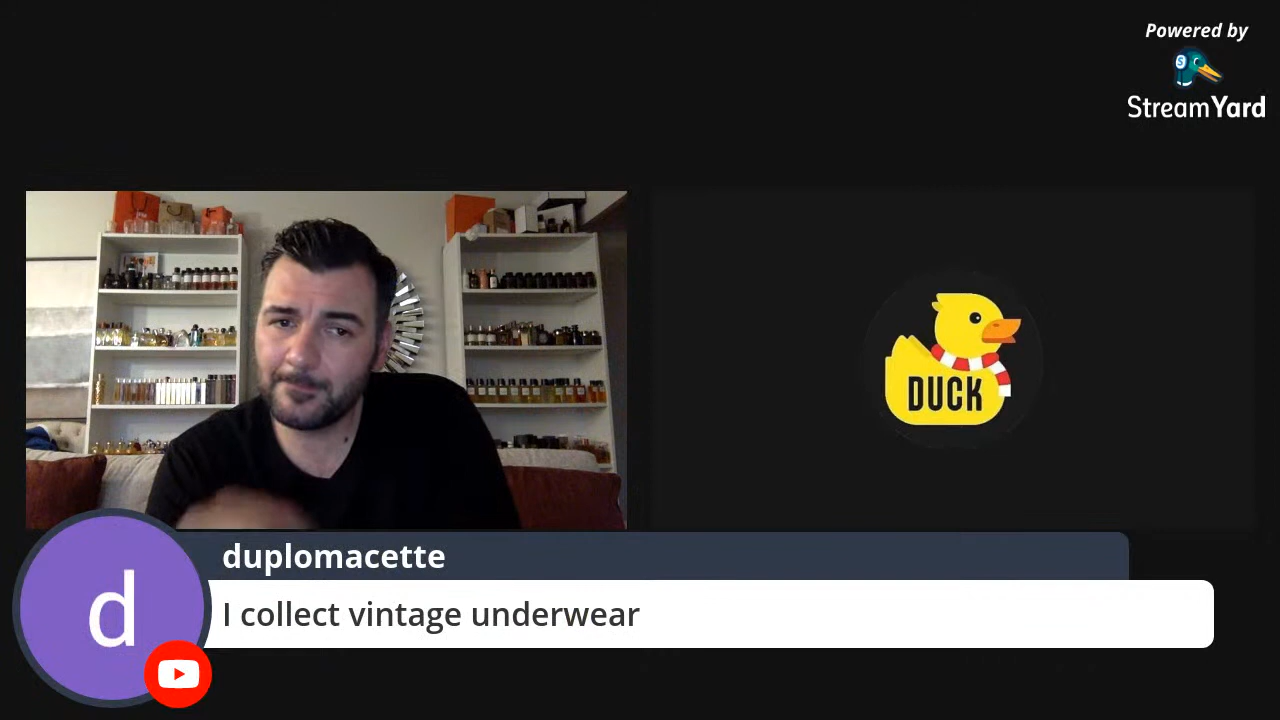 Powered by
StreamYard
DUCK
duplomacette
d
I collect vintage underwear